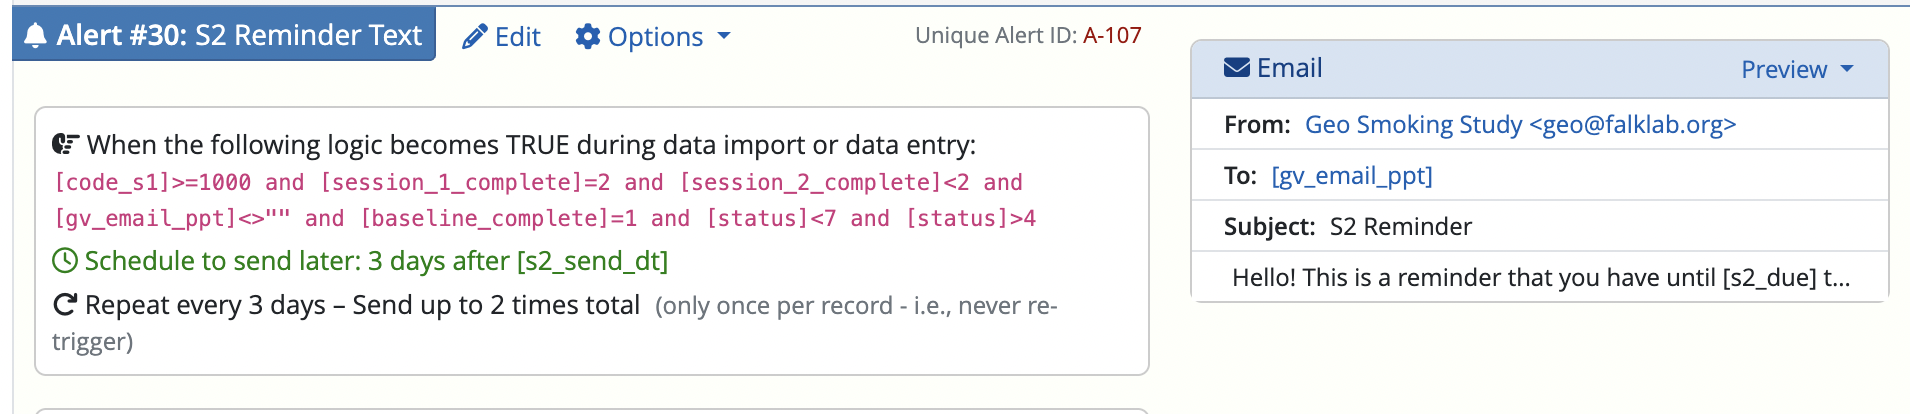 Alert #30: S2 Reminder Text
Edit
Options
Unique Alert ID: A-107
When the following logic becomes TRUE during data import or data entry:
[code_s1]>=1000 and [session_1_complete]=2 and [session_2_complete]<2 and
[gv_email_ppt]<>"" and [baseline_complete]=1 and [status]<7 and [status]>4
Schedule to send later: 3 days after [s2_send_dt]
Repeat every 3 days – Send up to 2 times total (only once per record - i.e., never re-
trigger)
Email
Preview
From: Geo Smoking Study <geo@falklab.org>
To: [gv_email_ppt]
Subject: S2 Reminder
Hello! This is a reminder that you have until [s2_due] t...